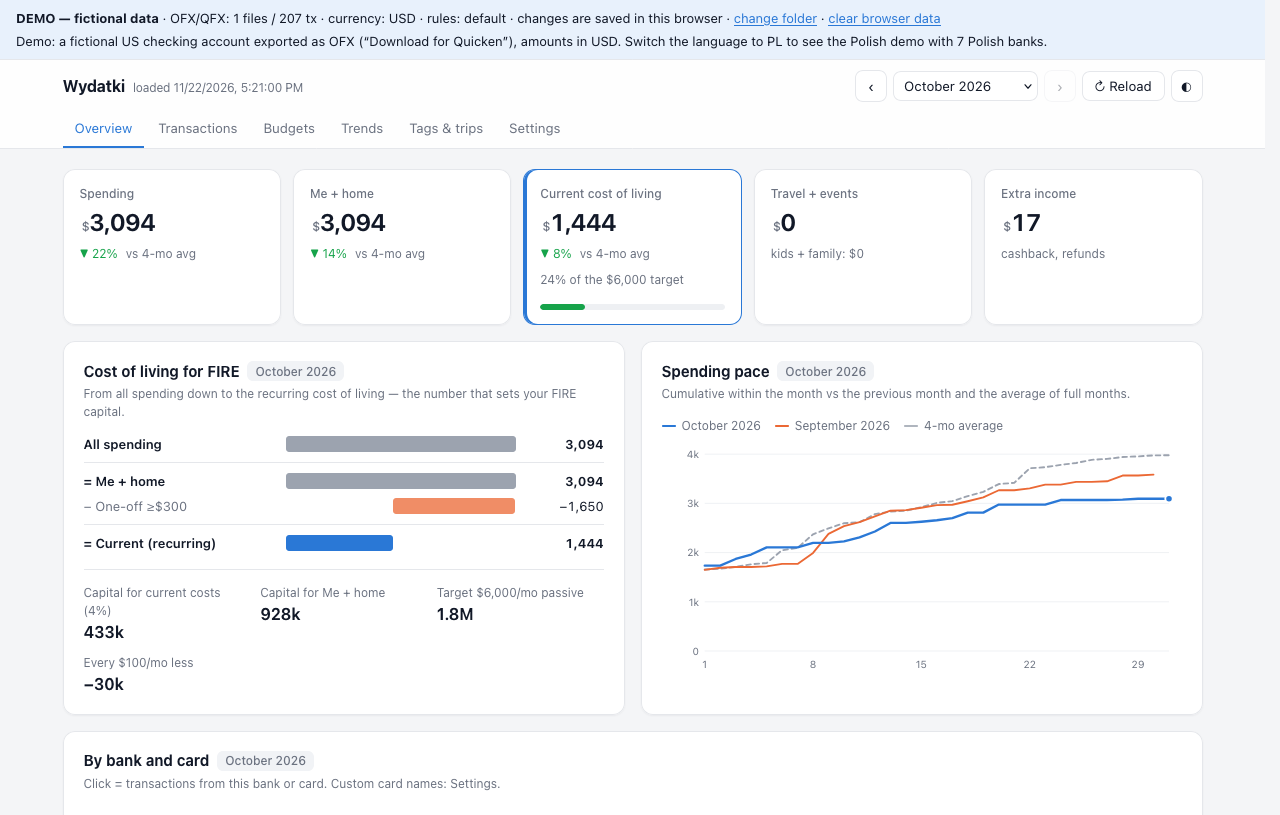 DEMO — fictional data · OFX/QFX: 1 files / 207 tx · currency: USD · rules: default · changes are saved in this browser · change folder · clear browser data
Demo: a fictional US checking account exported as OFX (“Download for Quicken”), amounts in USD. Switch the language to PL to see the Polish demo with 7 Polish banks.
Wydatki loaded 11/22/2026, 5:21:00 PM
‹ October 2026 › ↻ Reload ◐
Overview Transactions Budgets Trends Tags & trips Settings
Spending
$3,094
▼ 22% vs 4-mo avg
Me + home
$3,094
▼ 14% vs 4-mo avg
Current cost of living
$1,444
▼ 8% vs 4-mo avg
24% of the $6,000 target
Travel + events
$0
kids + family: $0
Extra income
$17
cashback, refunds
Cost of living for FIRE October 2026
From all spending down to the recurring cost of living — the number that sets your FIRE
capital.
All spending 3,094
= Me + home 3,094
− One-off ≥$300 −1,650
= Current (recurring) 1,444
Capital for current costs
(4%)
433k
Capital for Me + home
928k
Target $6,000/mo passive
1.8M
Every $100/mo less
−30k
Spending pace October 2026
Cumulative within the month vs the previous month and the average of full months.
October 2026 September 2026 4-mo average
4k
3k
2k
1k
0
1 8 15 22 29
By bank and card October 2026
Click = transactions from this bank or card. Custom card names: Settings.